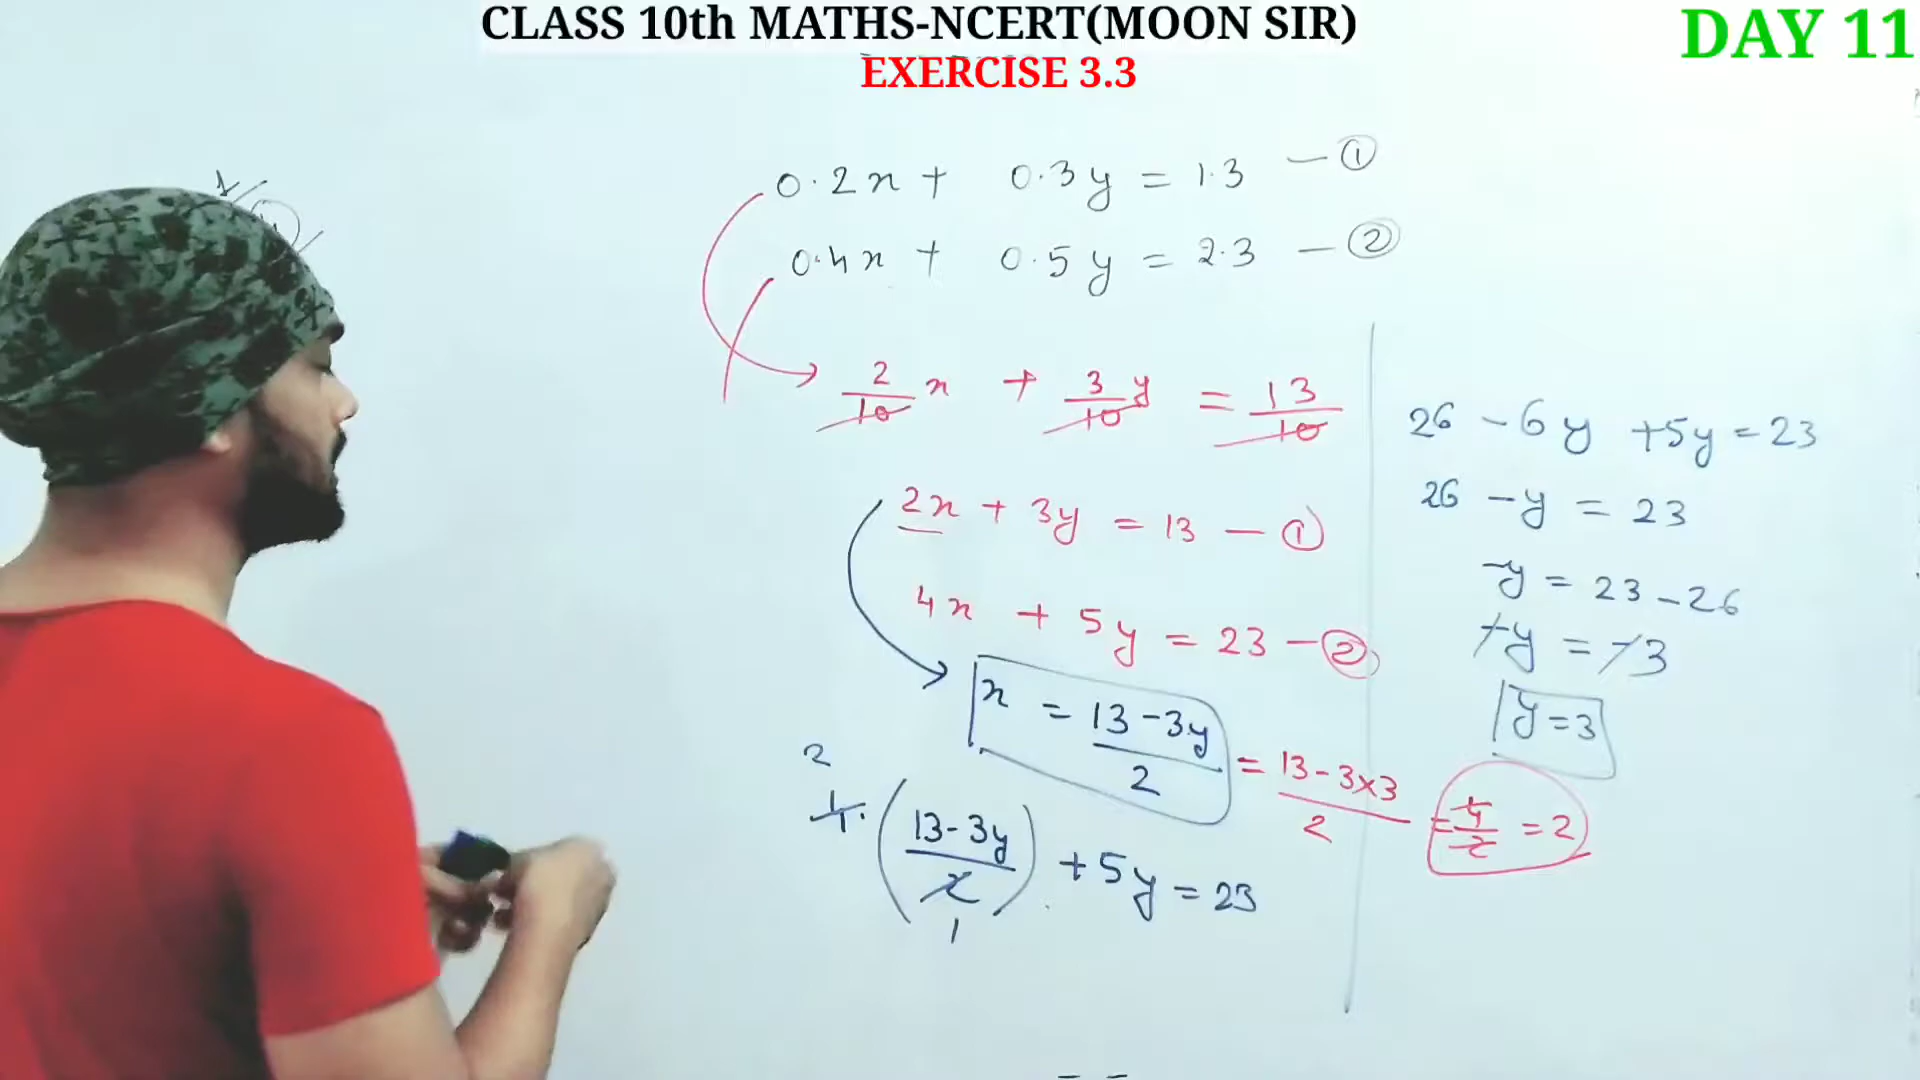 CLASS 10th MATHS-NCERT(MOON SIR)
EXERCISE 3.3
DAY 11
0.2x + 0.3y = 1.3 — ①
0.4x + 0.5y = 2.3 — ②
2/10 x + 3/10 y = 13/10
2x + 3y = 13 — ①
4x + 5y = 23 — ②
x = (13-3y)/2 = (13-3×3)/2 = 4/2 = 2
2
4·((13-3y)/2) + 5y = 23
1
26 - 6y + 5y = 23
26 - y = 23
-y = 23-26
-y = -3
y = 3